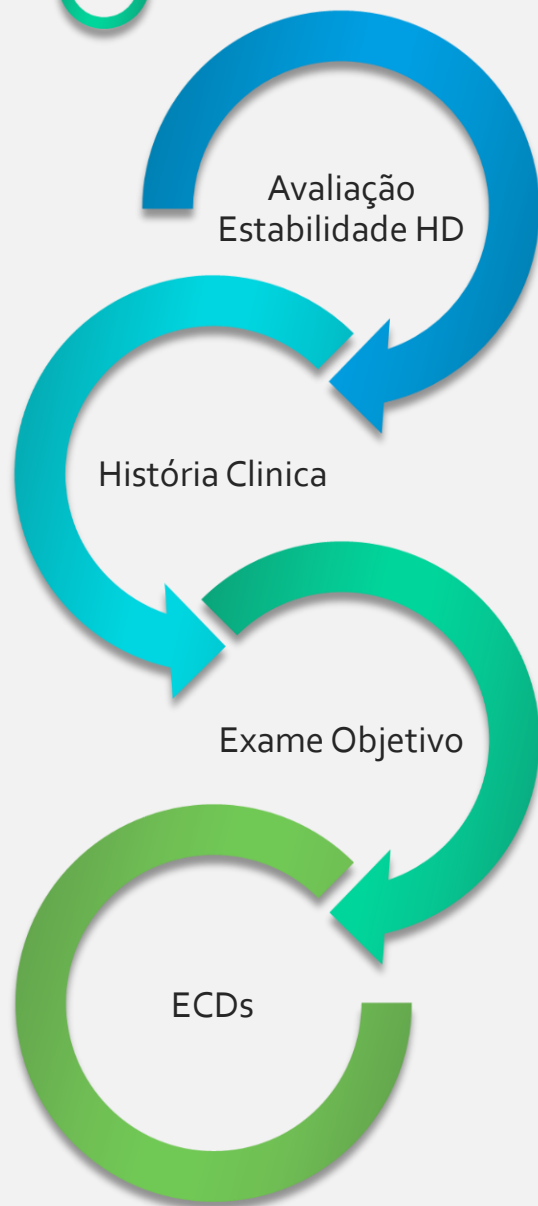 Avaliação
Estabilidade HD
História Clinica
Exame Objetivo
ECDs